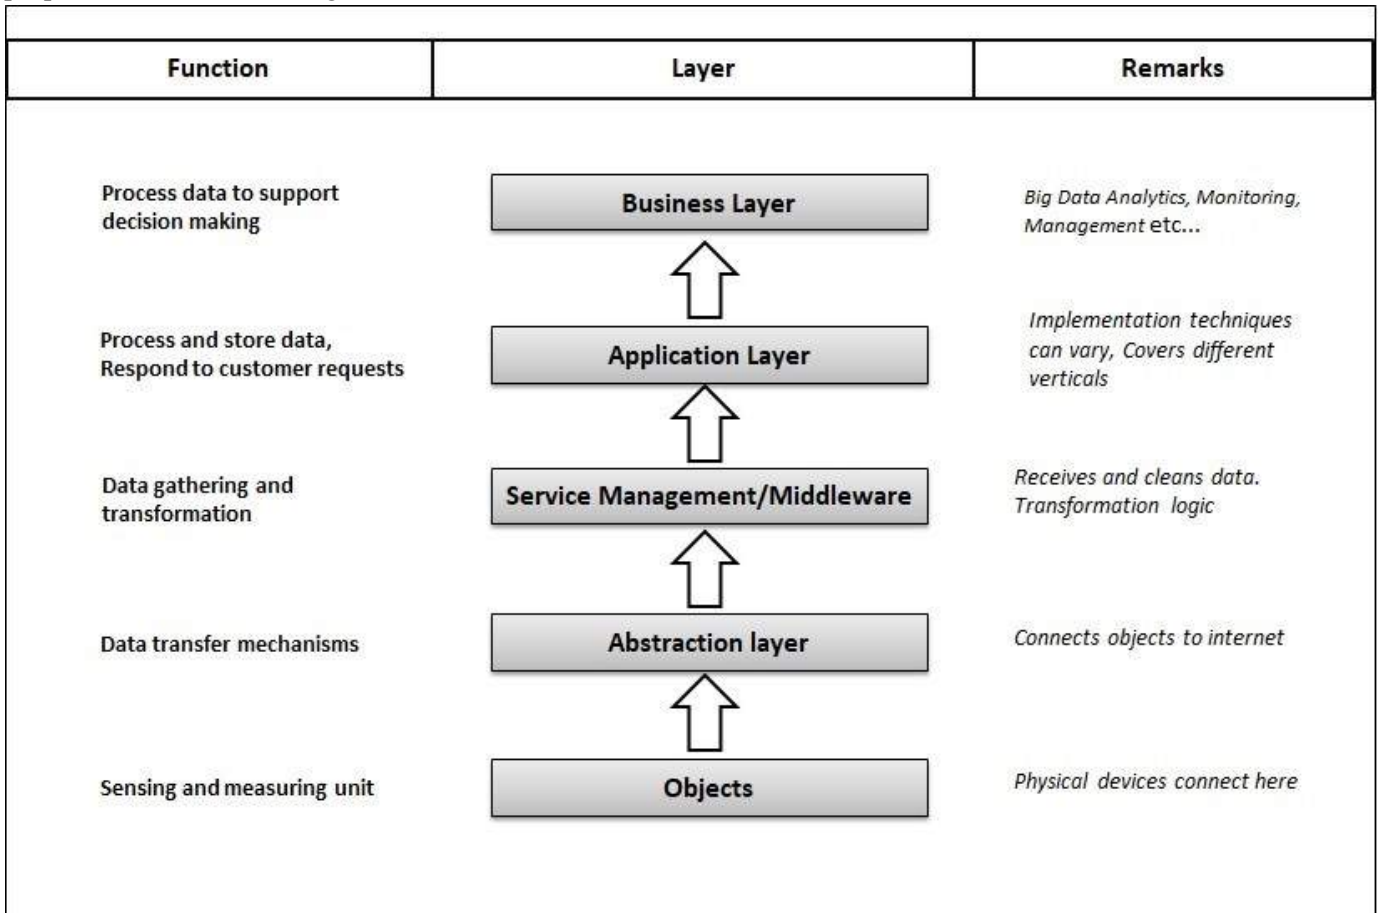 Function
Layer
Remarks
Process data to support
decision making
Business Layer
Big Data Analytics, Monitoring,
Management etc...
Process and store data,
Respond to customer requests
Application Layer
Implementation techniques
can vary, Covers different
verticals
Data gathering and
transformation
Service Management/Middleware
Receives and cleans data.
Transformation logic
Data transfer mechanisms
Abstraction layer
Connects objects to internet
Sensing and measuring unit
Objects
Physical devices connect here